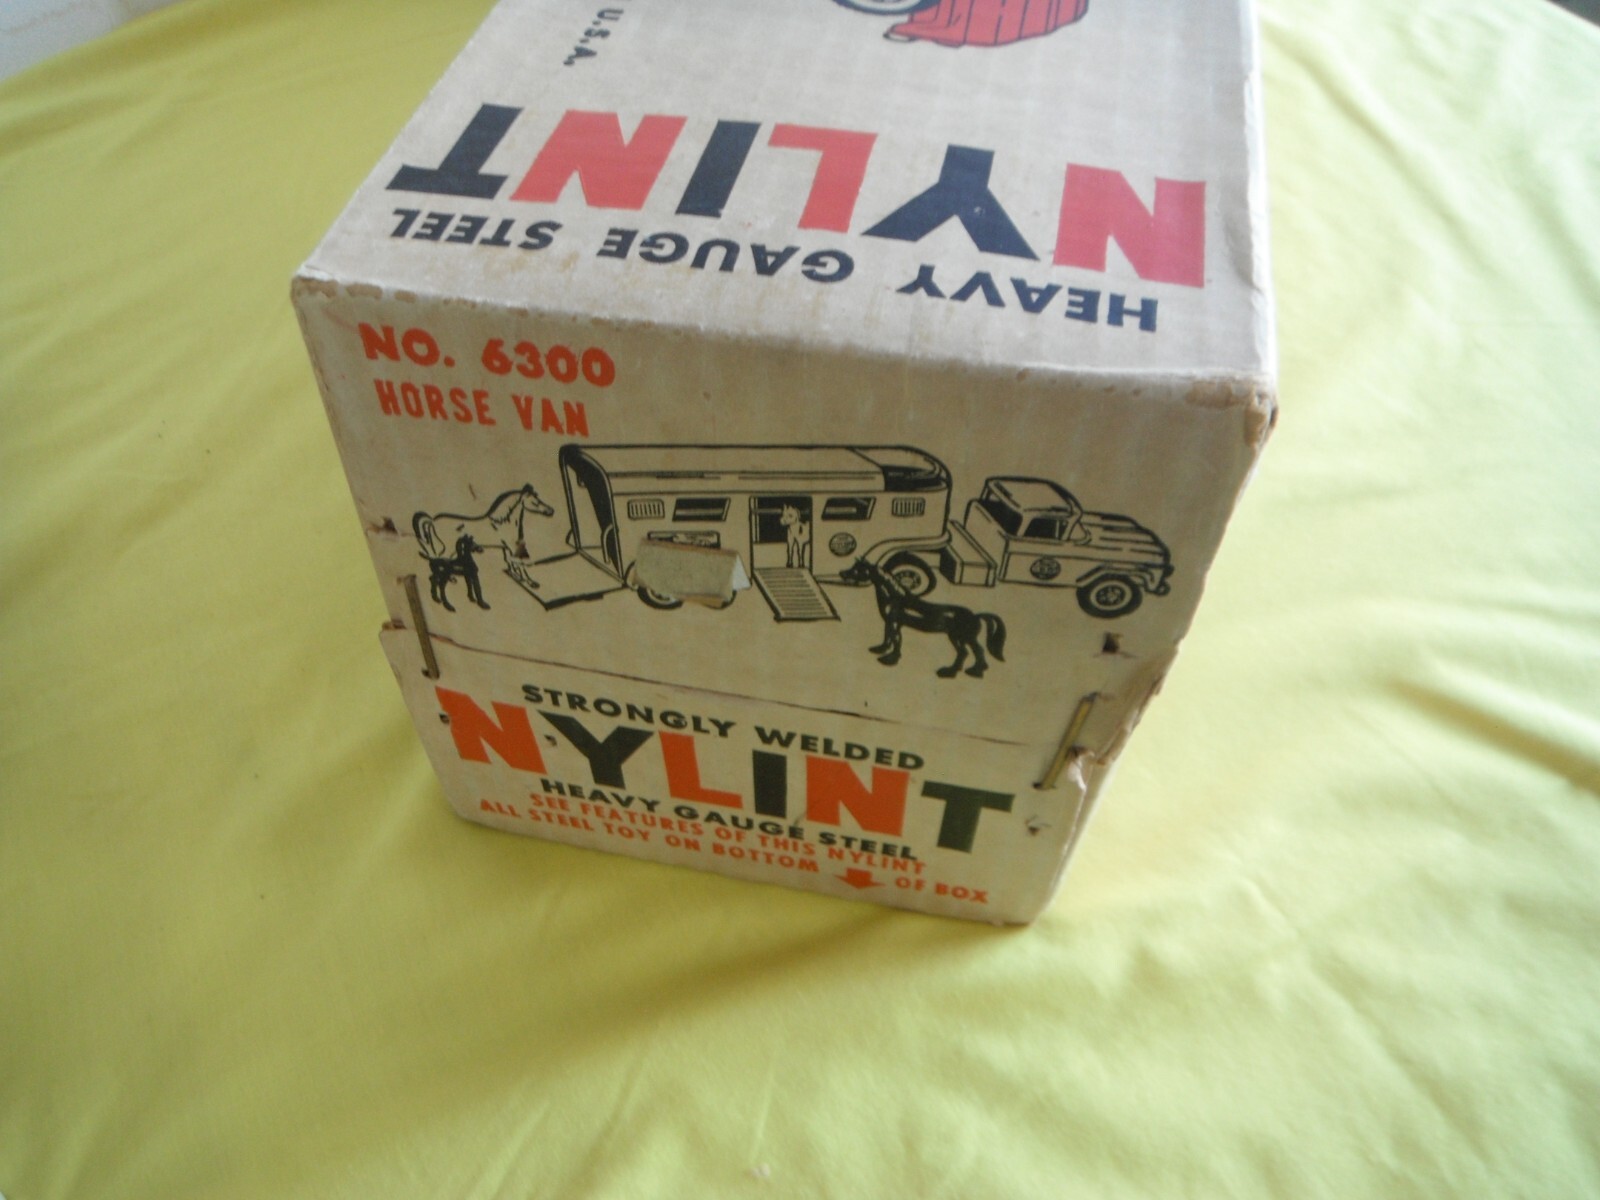 U.S.A.
NYLINT
HEAVY GAUGE STEEL
NO. 6300
HORSE VAN
STRONGLY WELDED
NYLINT
HEAVY GAUGE STEEL
SEE FEATURES OF THIS NYLINT
ALL STEEL TOY ON BOTTOM OF BOX